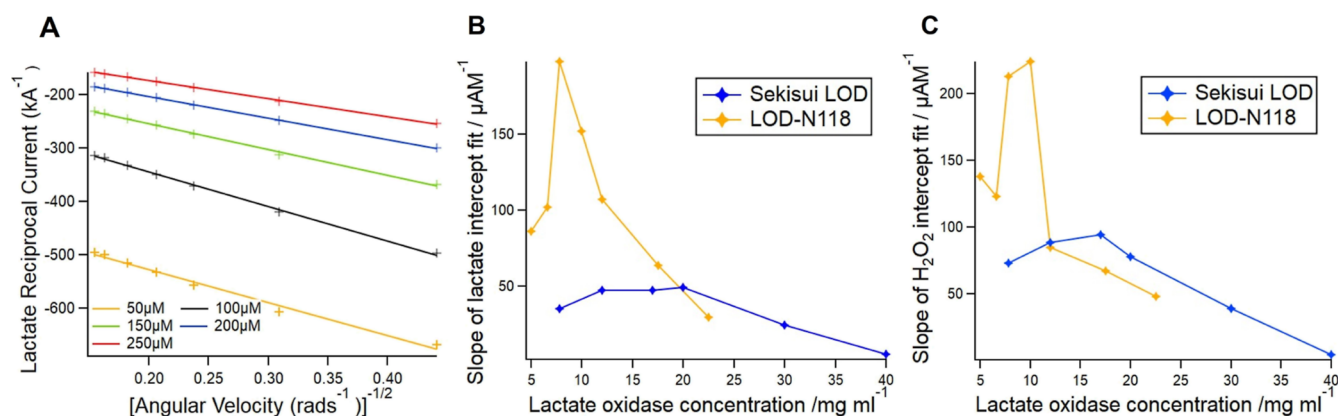 A
Lactate Reciprocal Current (kA⁻¹)
-200
-300
-400
-500
-600
50µM
100µM
150µM
200µM
250µM
0.20
0.25
0.30
0.35
0.40
[Angular Velocity (rads⁻¹)]⁻¹/²
B
Slope of lactate intercept fit / µAM⁻¹
150
100
50
Sekisui LOD
LOD-N118
5
10
15
20
25
30
35
40
Lactate oxidase concentration /mg ml⁻¹
C
Slope of H₂O₂ intercept fit / µAM⁻¹
200
150
100
50
Sekisui LOD
LOD-N118
5
10
15
20
25
30
35
40
Lactate oxidase concentration /mg ml⁻¹